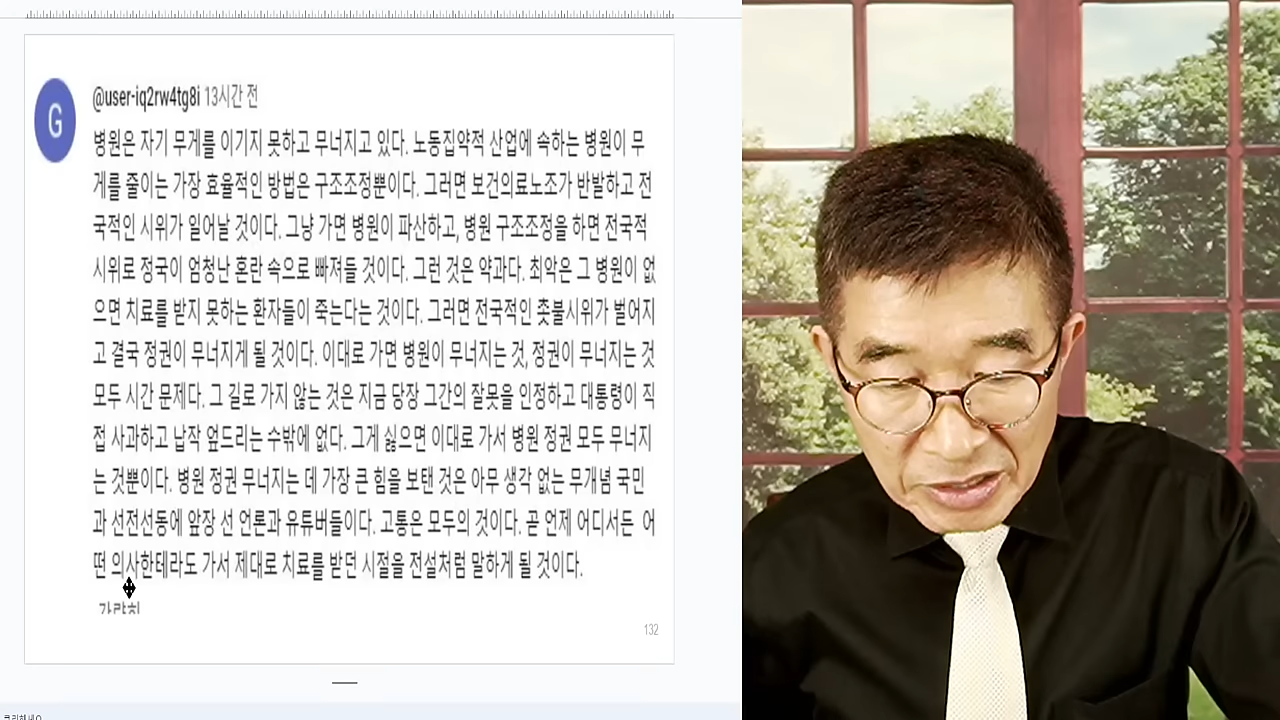 G
@user-iq2rw4tg8i 13시간 전
병원은 자기 무게를 이기지 못하고 무너지고 있다. 노동집약적 산업에 속하는 병원이 무
게를 줄이는 가장 효율적인 방법은 구조조정뿐이다. 그러면 보건의료노조가 반발하고 전
국적인 시위가 일어날 것이다. 그냥 가면 병원이 파산하고, 병원 구조조정을 하면 전국적
시위로 정국이 엄청난 혼란 속으로 빠져들 것이다. 그런 것은 약과다. 최악은 그 병원이 없
으면 치료를 받지 못하는 환자들이 죽는다는 것이다. 그러면 전국적인 촛불시위가 벌어지
고 결국 정권이 무너지게 될 것이다. 이대로 가면 병원이 무너지는 것, 정권이 무너지는 것
모두 시간 문제다. 그 길로 가지 않는 것은 지금 당장 그간의 잘못을 인정하고 대통령이 직
접 사과하고 납작 엎드리는 수밖에 없다. 그게 싫으면 이대로 가서 병원 정권 모두 무너지
는 것뿐이다. 병원 정권 무너지는 데 가장 큰 힘을 보탠 것은 아무 생각 없는 무개념 국민
과 선전선동에 앞장 선 언론과 유튜버들이다. 고통은 모두의 것이다. 곧 언제 어디서든 어
떤 의사한테라도 가서 제대로 치료를 받던 시절을 전설처럼 말하게 될 것이다.
간략히
132